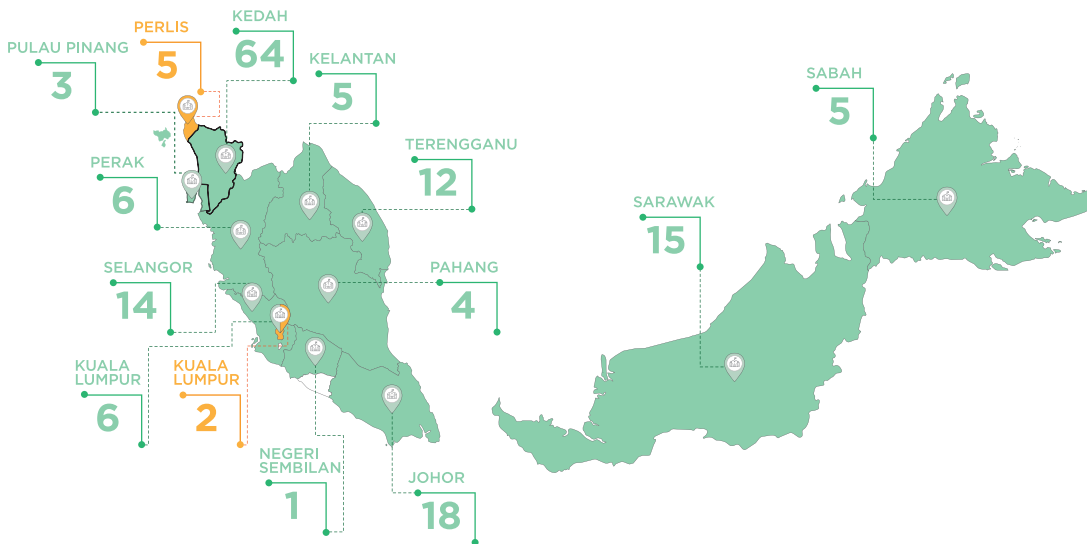 KEDAH
64
PERLIS
5
PULAU PINANG
3
KELANTAN
5
SABAH
5
TERENGGANU
12
PERAK
6
SARAWAK
15
SELANGOR
14
PAHANG
4
KUALA
LUMPUR
6
KUALA
LUMPUR
2
NEGERI
SEMBILAN
1
JOHOR
18